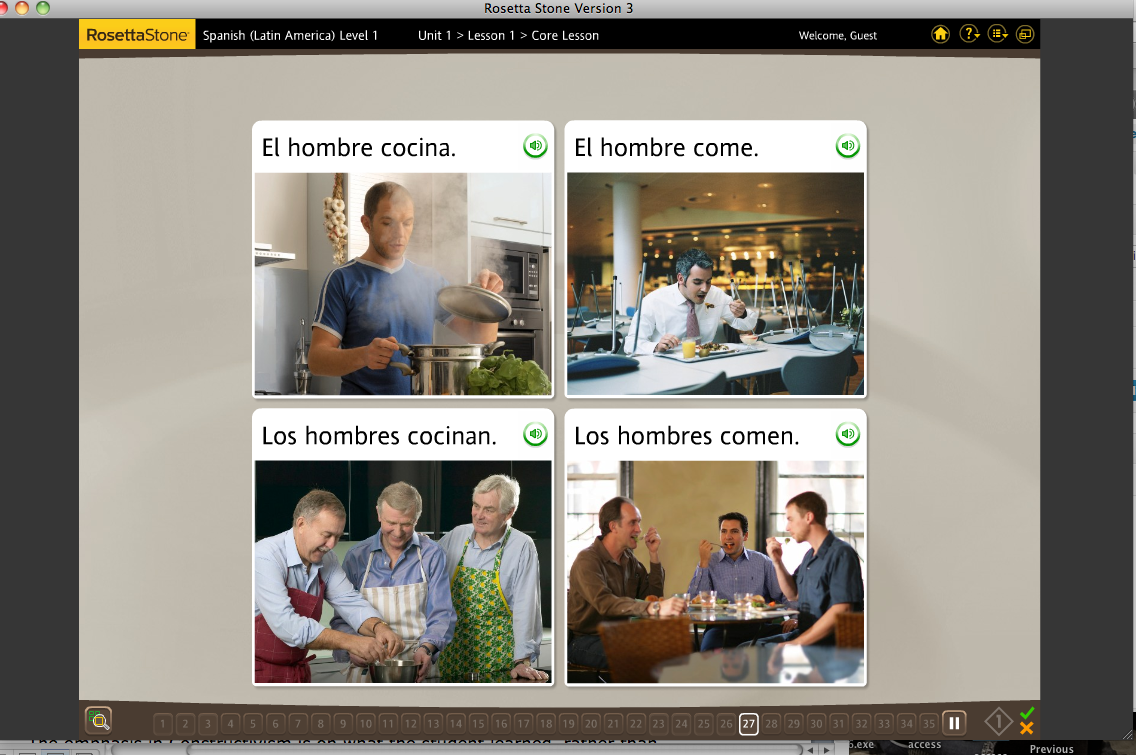 Rosetta Stone Version 3
RosettaStone
Spanish (Latin America) Level 1
Unit 1 > Lesson 1 > Core Lesson
Welcome, Guest
El hombre cocina.
El hombre come.
Los hombres cocinan.
Los hombres comen.
1 2 3 4 5 6 7 8 9 10 11 12 13 14 15 16 17 18 19 20 21 22 23 24 25 26 27 28 29 30 31 32 33 34 35
1
.exe
access
Previous